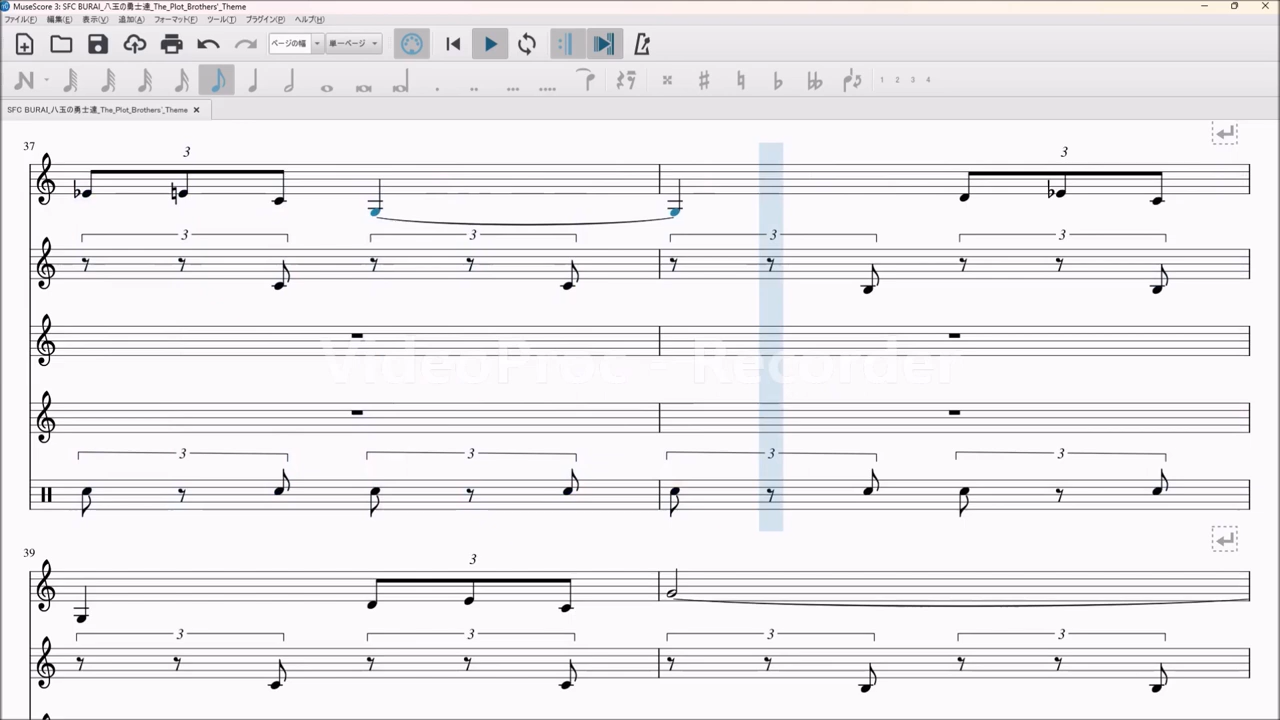 MuseScore 3: SFC BURAI_八玉の勇士達_The_Plot_Brothers'_Theme
ファイル(F) 編集(E) 表示(V) 追加(A) フォーマット(R) ツール(T) プラグイン(P) ヘルプ(H)
ページの幅 単一ページ
1 2 3 4
SFC BURAI_八玉の勇士達_The_Plot_Brothers'_Theme
37
3 3
3 3 3 3
VideoProc - Recorder
3 3 3 3
39
3
3 3 3 3